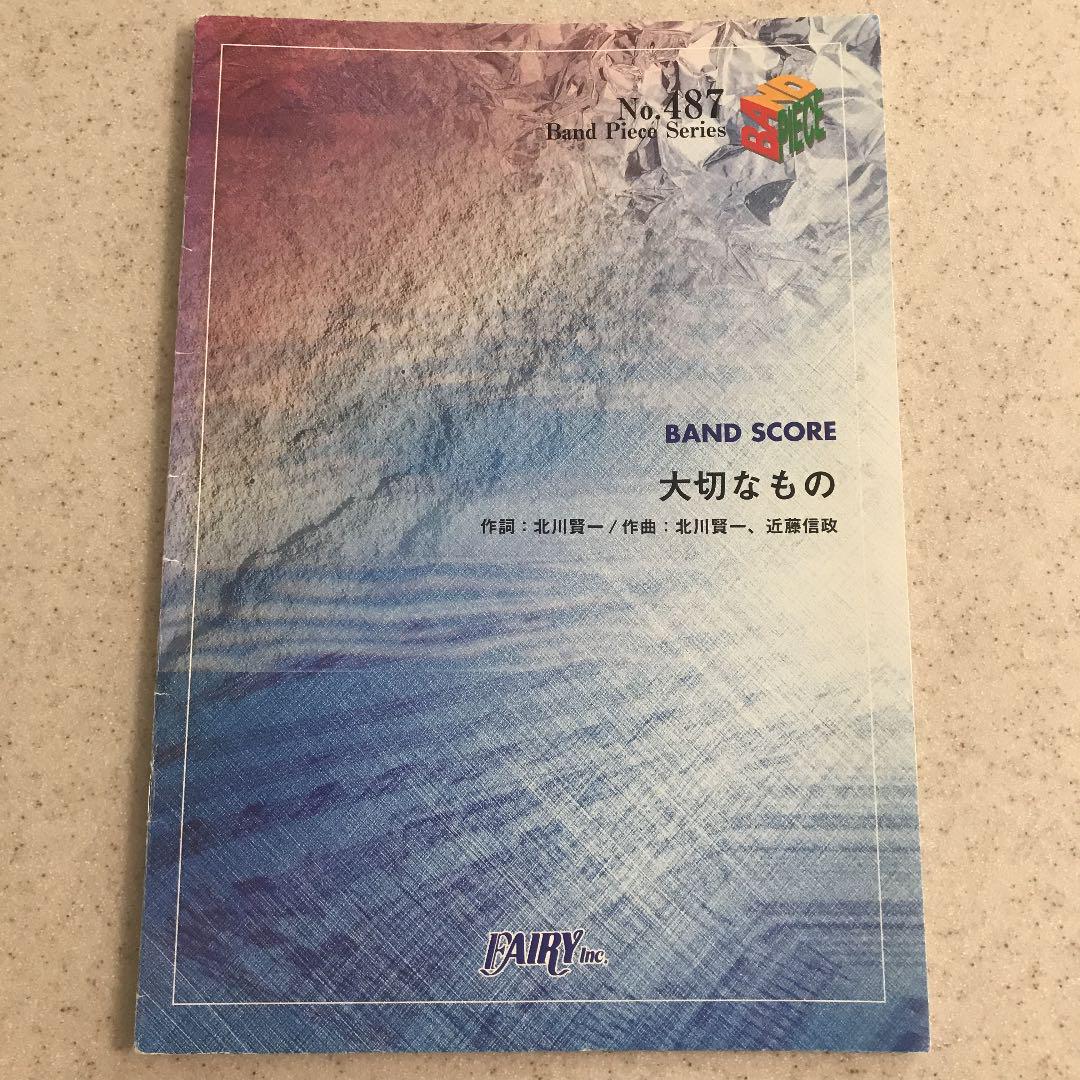 No.487
Band Piece Series
BAND PIECE
BAND SCORE
大切なもの
作詞：北川賢一 / 作曲：北川賢一、近藤信政
FAIRY Inc.